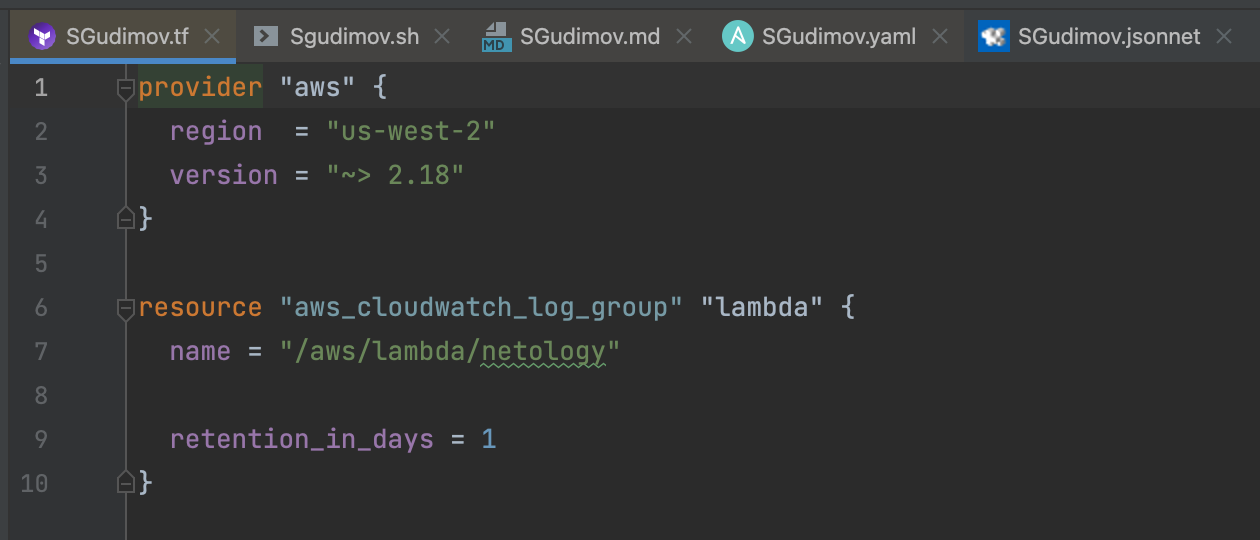 SGudimov.tf Sgudimov.sh MD SGudimov.md A SGudimov.yaml SGudimov.jsonnet
1 provider "aws" {
2   region  = "us-west-2"
3   version = "~> 2.18"
4 }
5
6 resource "aws_cloudwatch_log_group" "lambda" {
7   name = "/aws/lambda/netology"
8
9   retention_in_days = 1
10 }